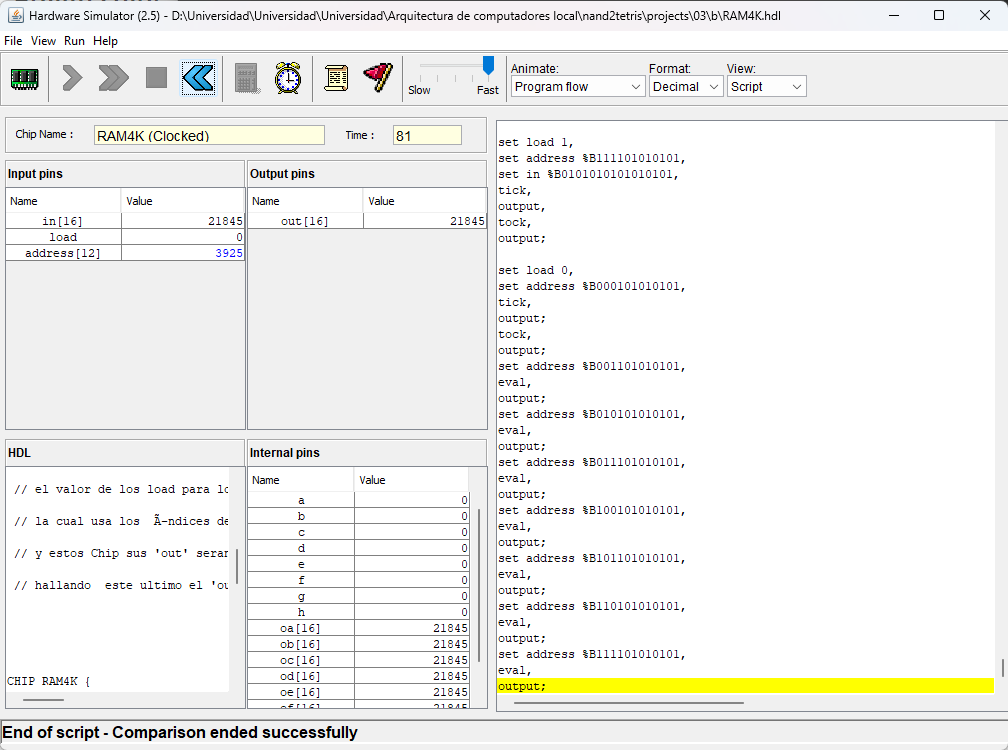 Hardware Simulator (2.5) - D:\Universidad\Universidad\Universidad\Arquitectura de computadores local\nand2tetris\projects\03\b\RAM4K.hdl
File View Run Help
Slow Fast
Animate: Format: View:
Program flow Decimal Script
Chip Name : RAM4K (Clocked) Time : 81
Input pins
Name Value
in[16] 21845
load 0
address[12] 3925
Output pins
Name Value
out[16] 21845
HDL
// el valor de los load para lo
// la cual usa los Ã-ndices de
// y estos Chip sus 'out' serar
// hallando este ultimo el 'ou
CHIP RAM4K {
Internal pins
Name Value
a 0
b 0
c 0
d 0
e 0
f 0
g 0
h 0
oa[16] 21845
ob[16] 21845
oc[16] 21845
od[16] 21845
oe[16] 21845
of[16] 21845
set load 1,
set address %B111101010101,
set in %B0101010101010101,
tick,
output,
tock,
output;
set load 0,
set address %B000101010101,
tick,
output;
tock,
output;
set address %B001101010101,
eval,
output;
set address %B010101010101,
eval,
output;
set address %B011101010101,
eval,
output;
set address %B100101010101,
eval,
output;
set address %B101101010101,
eval,
output;
set address %B110101010101,
eval,
output;
set address %B111101010101,
eval,
output;
End of script - Comparison ended successfully